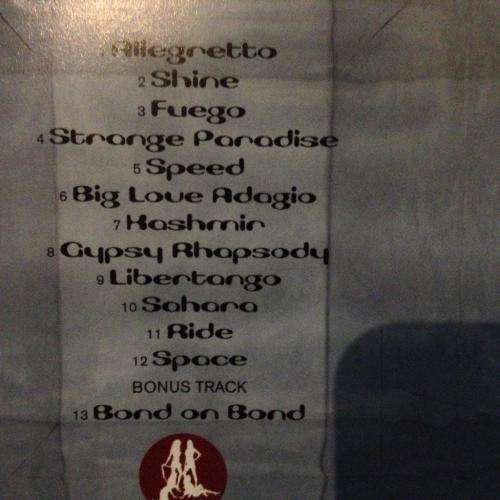 1 Allegretto
2 Shine
3 Fuego
4 Strange Paradise
5 Speed
6 Big Love Adagio
7 Kashmir
8 Gypsy Rhapsody
9 Libertango
10 Sahara
11 Ride
12 Space
BONUS TRACK
13 Bond on Bond